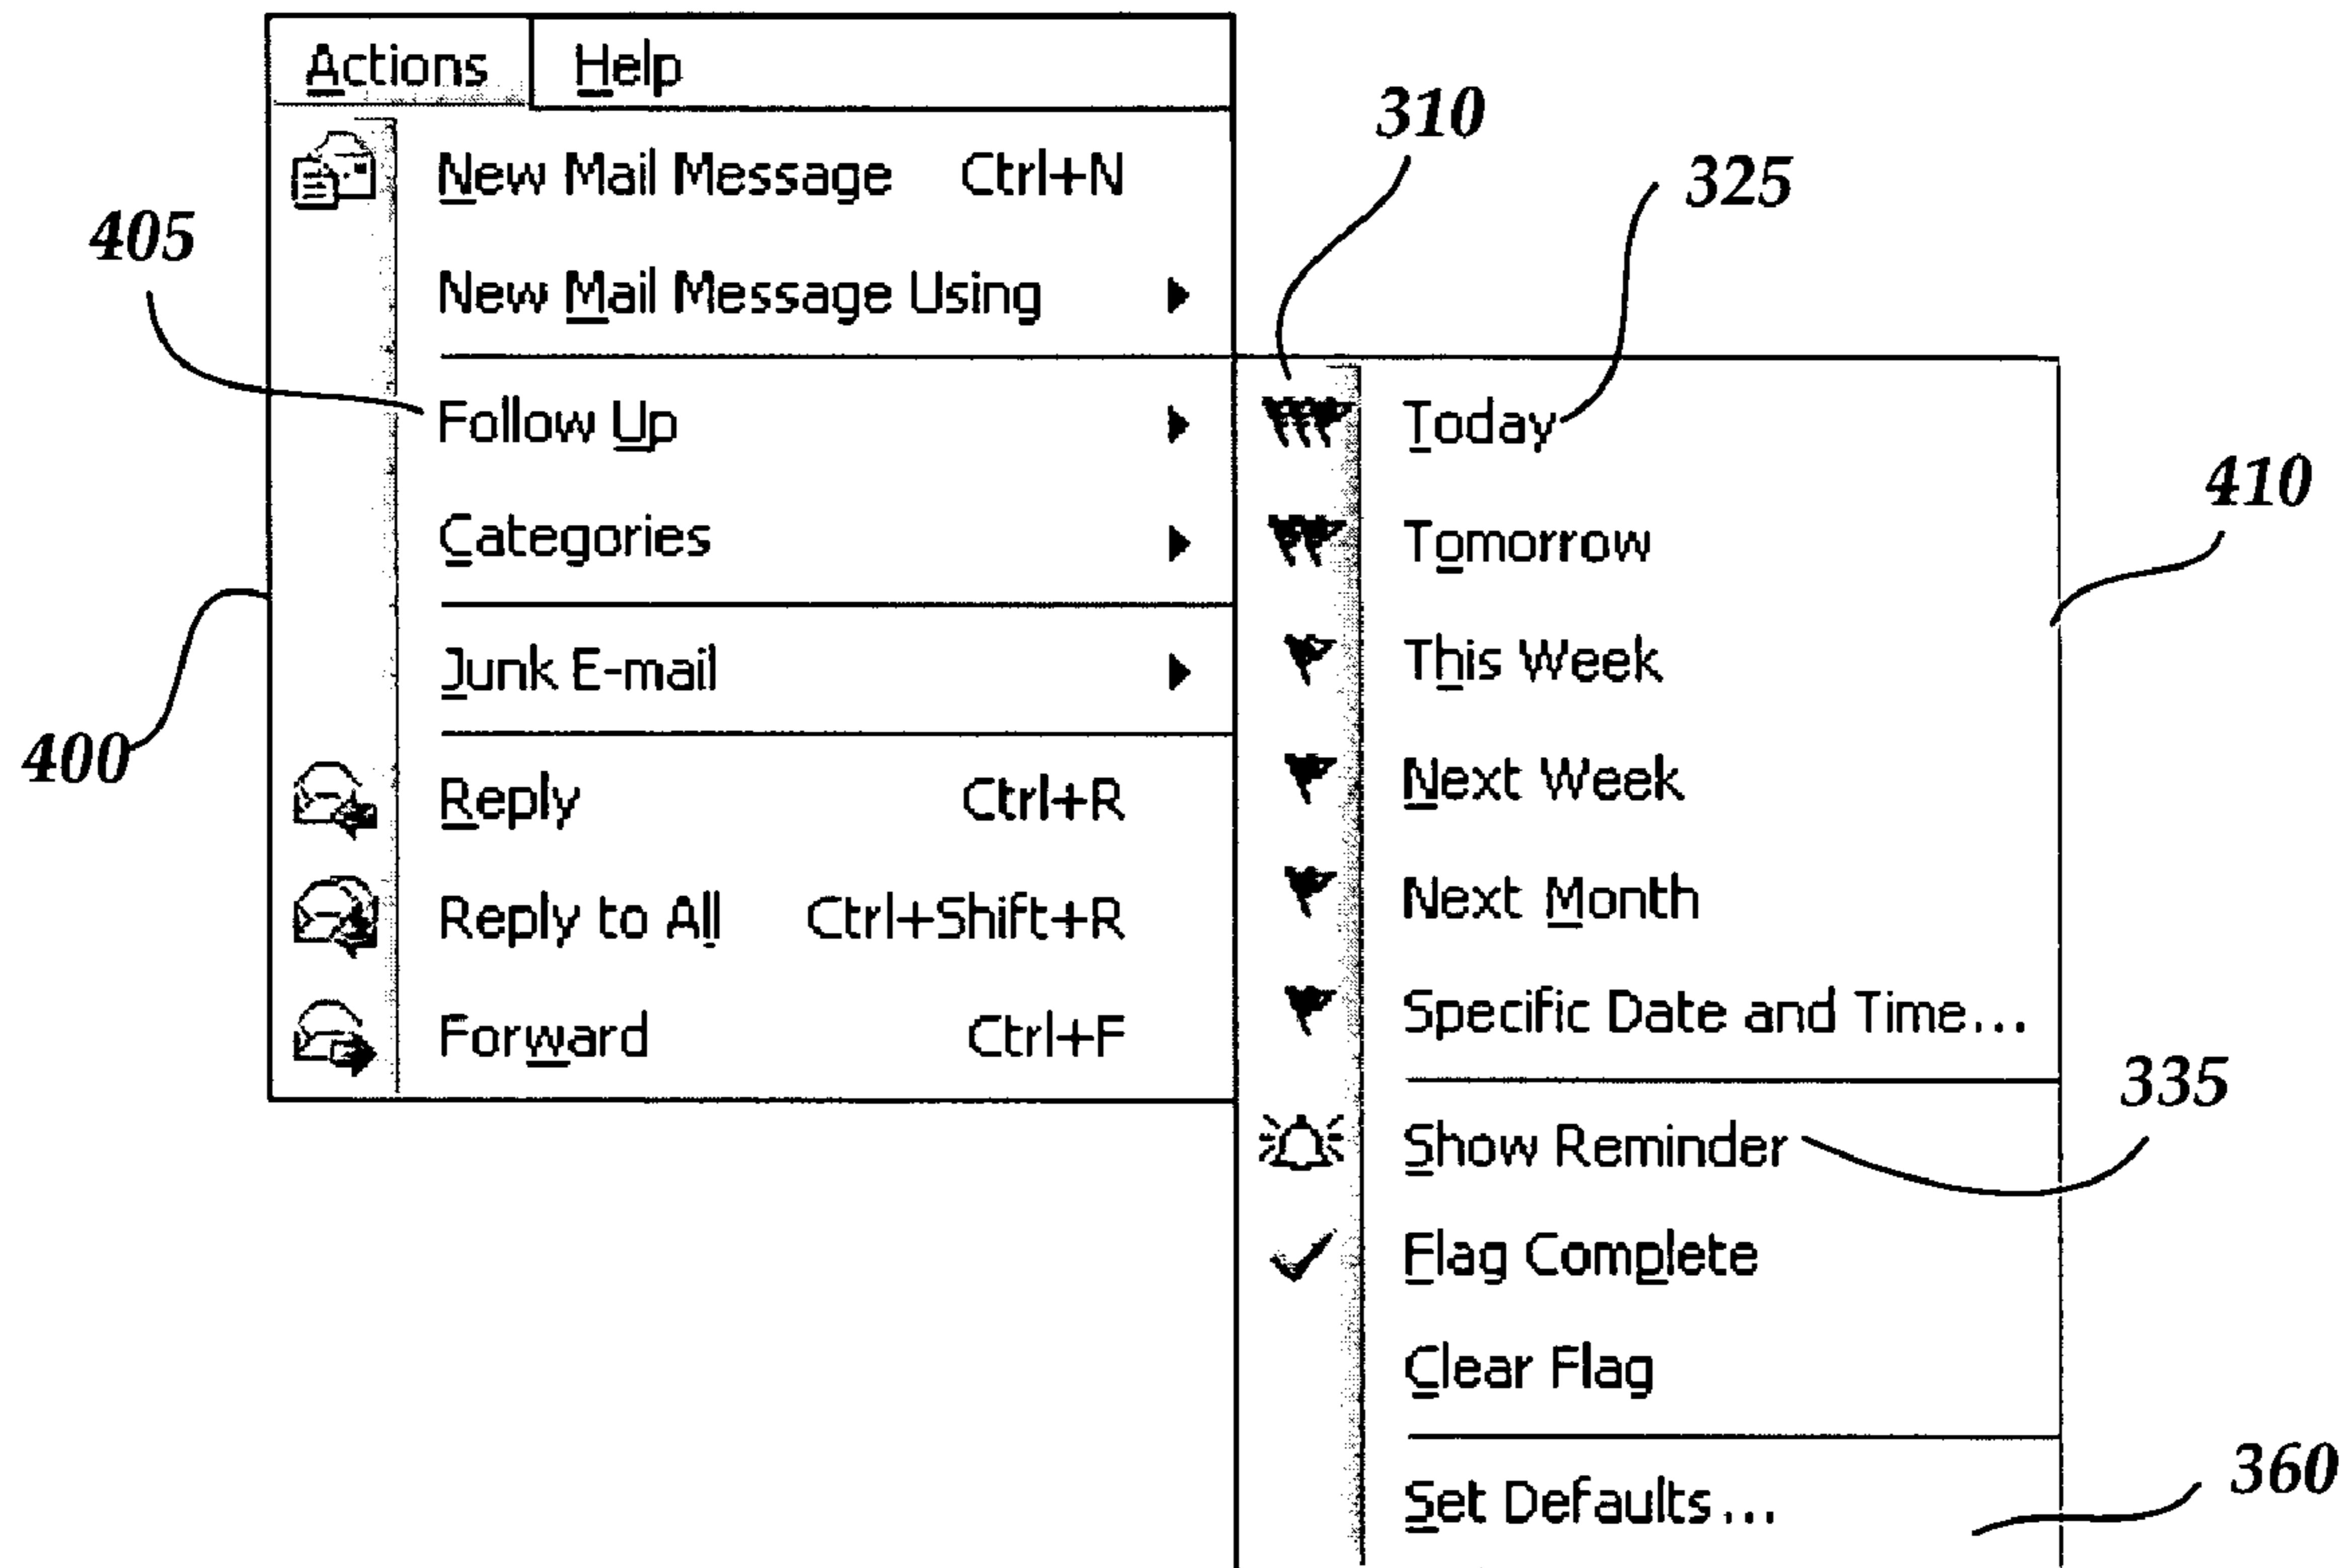 Actions Help
New Mail Message Ctrl+N
New Mail Message Using
Follow Up
Categories
Junk E-mail
Reply Ctrl+R
Reply to All Ctrl+Shift+R
Forward Ctrl+F
Today
Tomorrow
This Week
Next Week
Next Month
Specific Date and Time...
Show Reminder
Flag Complete
Clear Flag
Set Defaults...
405
400
310
325
410
335
360